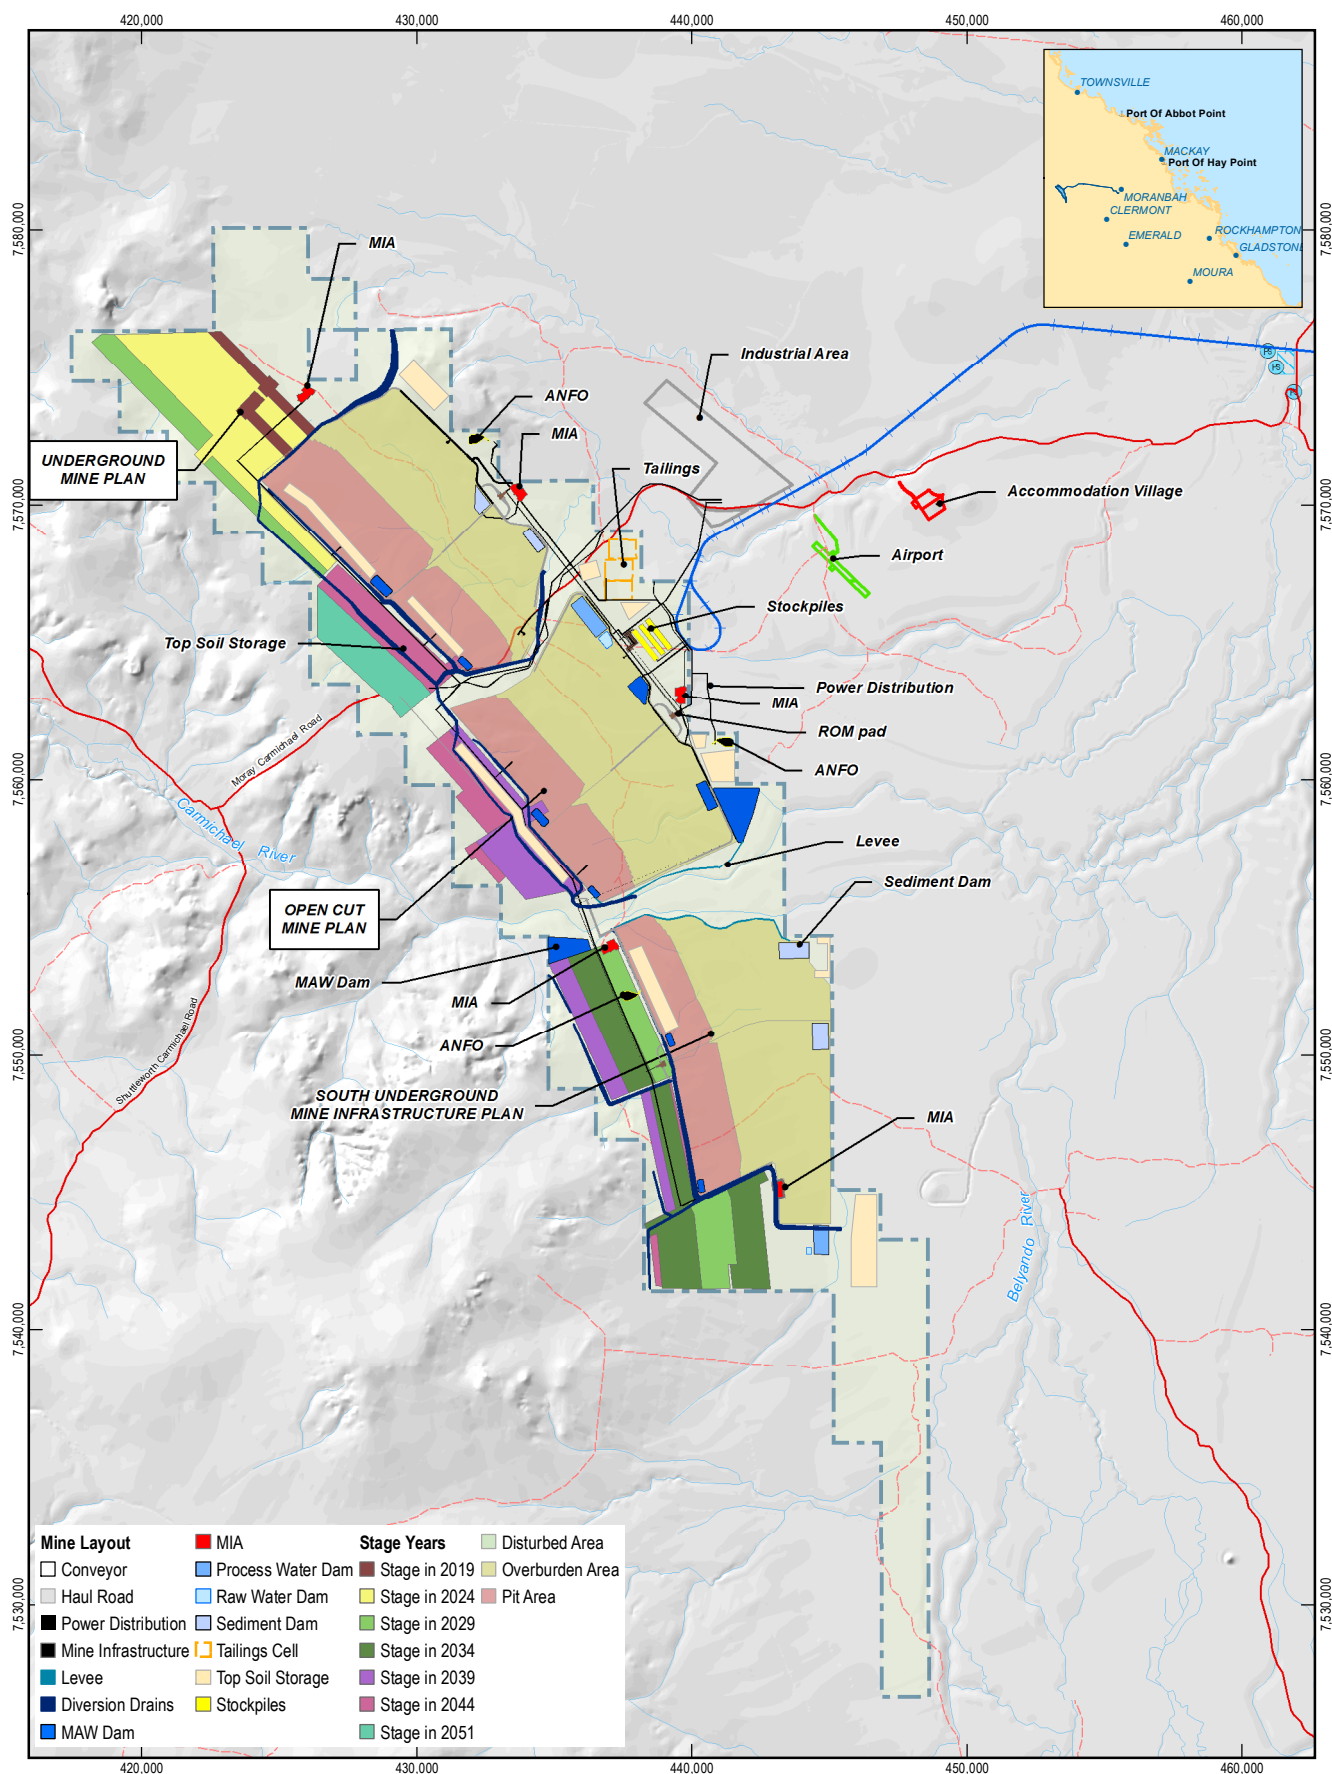 420,000
430,000
440,000
450,000
460,000
TOWNSVILLE
Port Of Abbot Point
MACKAY
Port Of Hay Point
MORANBAH
CLERMONT
EMERALD
ROCKHAMPTON
GLADSTONE
MOURA
7,580,000
7,580,000
MIA
Industrial Area
PS
PS
ANFO
MIA
UNDERGROUND
MINE PLAN
Tailings
Accommodation Village
7,570,000
7,570,000
Airport
Stockpiles
Top Soil Storage
Power Distribution
MIA
ROM pad
Moray Carmichael Road
ANFO
7,560,000
7,560,000
Carmichael River
Levee
Sediment Dam
OPEN CUT
MINE PLAN
MAW Dam
MIA
ANFO
Shuttleworth Carmichael Road
7,550,000
7,550,000
SOUTH UNDERGROUND
MINE INFRASTRUCTURE PLAN
MIA
Belyando River
7,540,000
7,540,000
7,530,000
7,530,000
Mine Layout
Conveyor
Haul Road
Power Distribution
Mine Infrastructure
Levee
Diversion Drains
MAW Dam
MIA
Process Water Dam
Raw Water Dam
Sediment Dam
Tailings Cell
Top Soil Storage
Stockpiles
Stage Years
Stage in 2019
Stage in 2024
Stage in 2029
Stage in 2034
Stage in 2039
Stage in 2044
Stage in 2051
Disturbed Area
Overburden Area
Pit Area
420,000
430,000
440,000
450,000
460,000